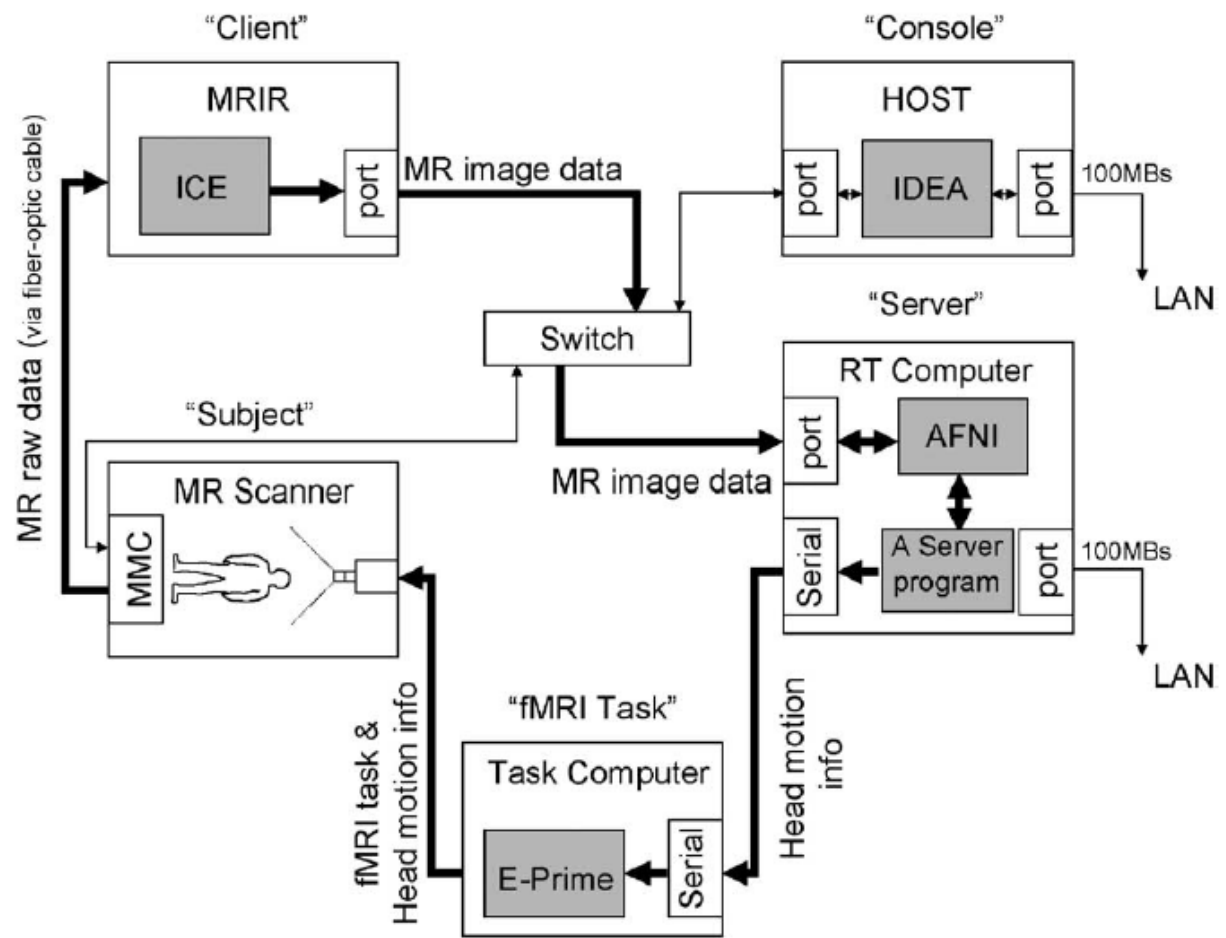 “Client”
MRIR
ICE
port
MR image data
“Console”
HOST
port
IDEA
port
100MBs
LAN
MR raw data (via fiber-optic cable)
Switch
“Subject”
MR Scanner
MMC
MR image data
“Server”
RT Computer
port
AFNI
Serial
A Server
program
port
100MBs
LAN
fMRI task &
Head motion info
“fMRI Task”
Task Computer
E-Prime
Serial
Head motion
info